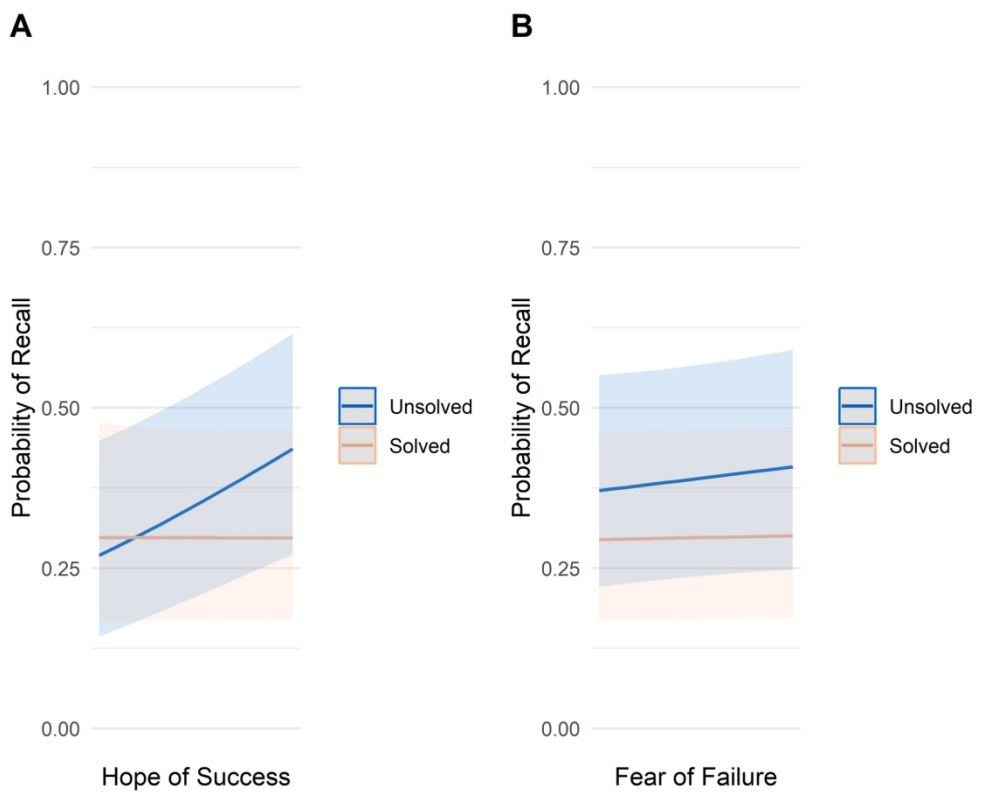 A
1.00
0.75
0.50
0.25
0.00
Probability of Recall
Hope of Success
Unsolved
Solved
B
1.00
0.75
0.50
0.25
0.00
Probability of Recall
Fear of Failure
Unsolved
Solved